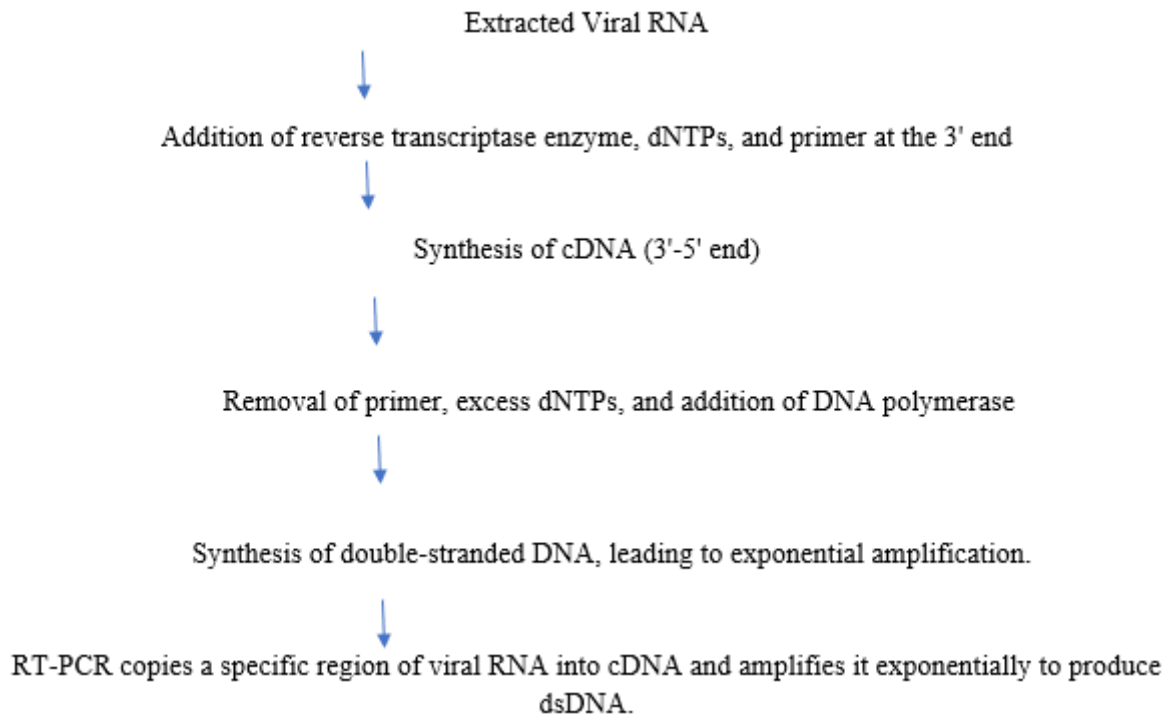 Extracted Viral RNA
Addition of reverse transcriptase enzyme, dNTPs, and primer at the 3' end
Synthesis of cDNA (3'-5' end)
Removal of primer, excess dNTPs, and addition of DNA polymerase
Synthesis of double-stranded DNA, leading to exponential amplification.
RT-PCR copies a specific region of viral RNA into cDNA and amplifies it exponentially to produce
dsDNA.